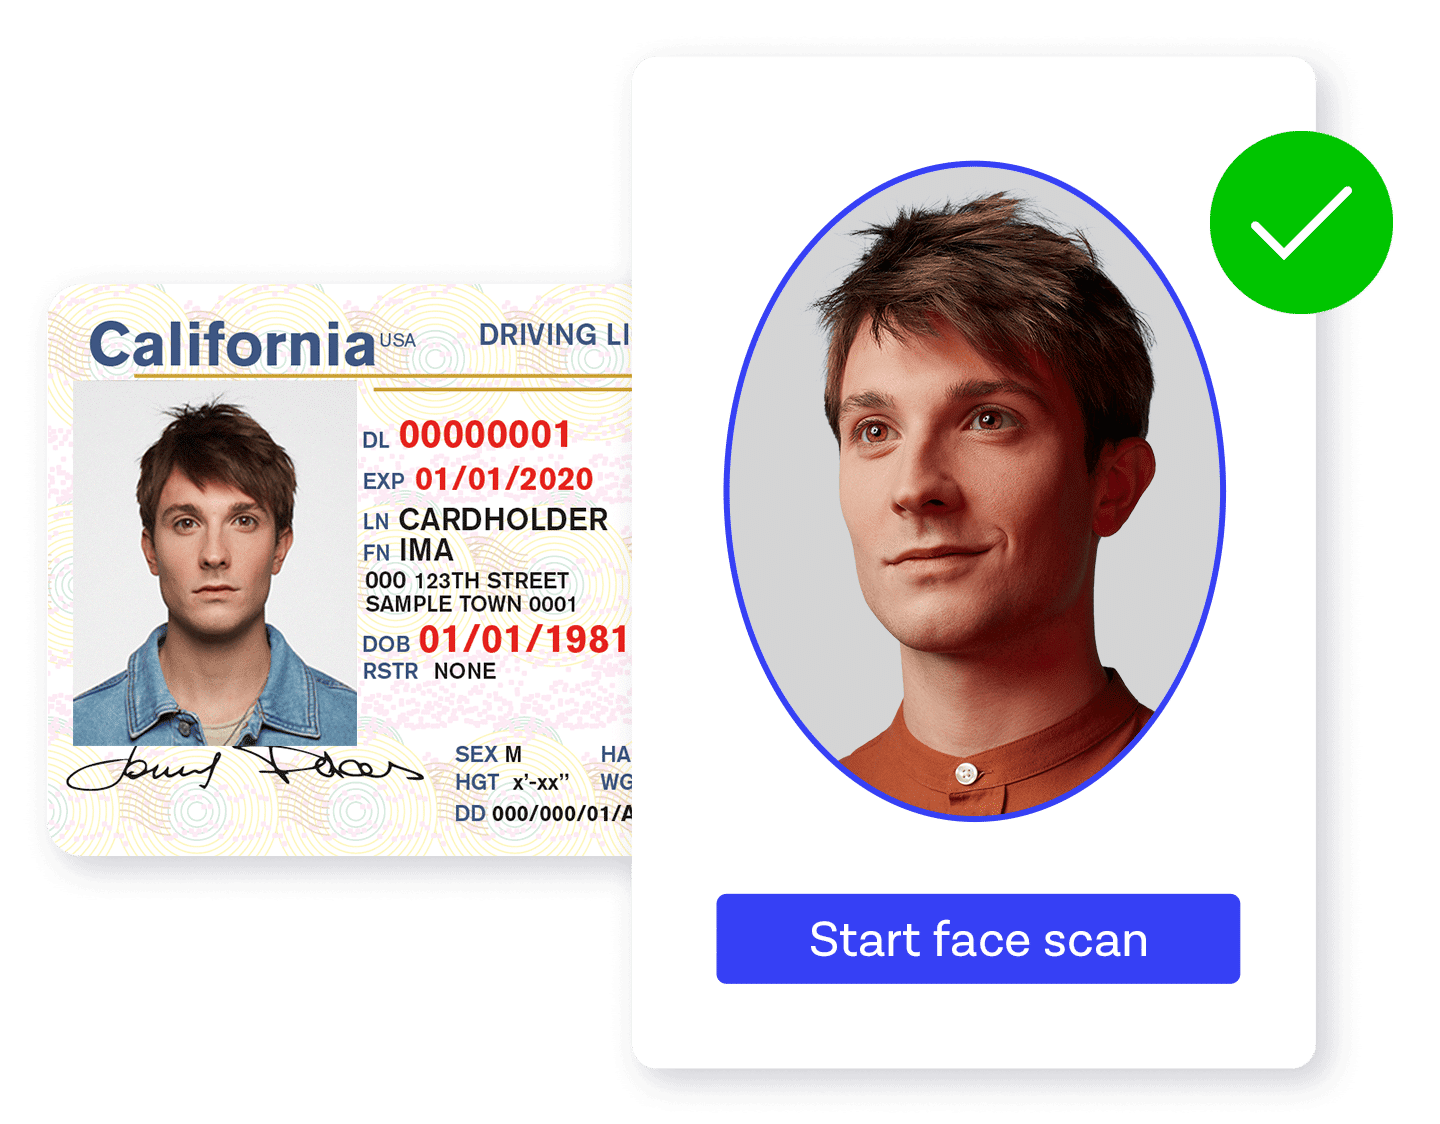 California USA
DRIVING LI
DL 00000001
EXP 01/01/2020
LN CARDHOLDER
FN IMA
000 123TH STREET
SAMPLE TOWN 0001
DOB 01/01/1981
RSTR NONE
SEX M HA
HGT x'-xx” WG
DD 000/000/01/A
Start face scan